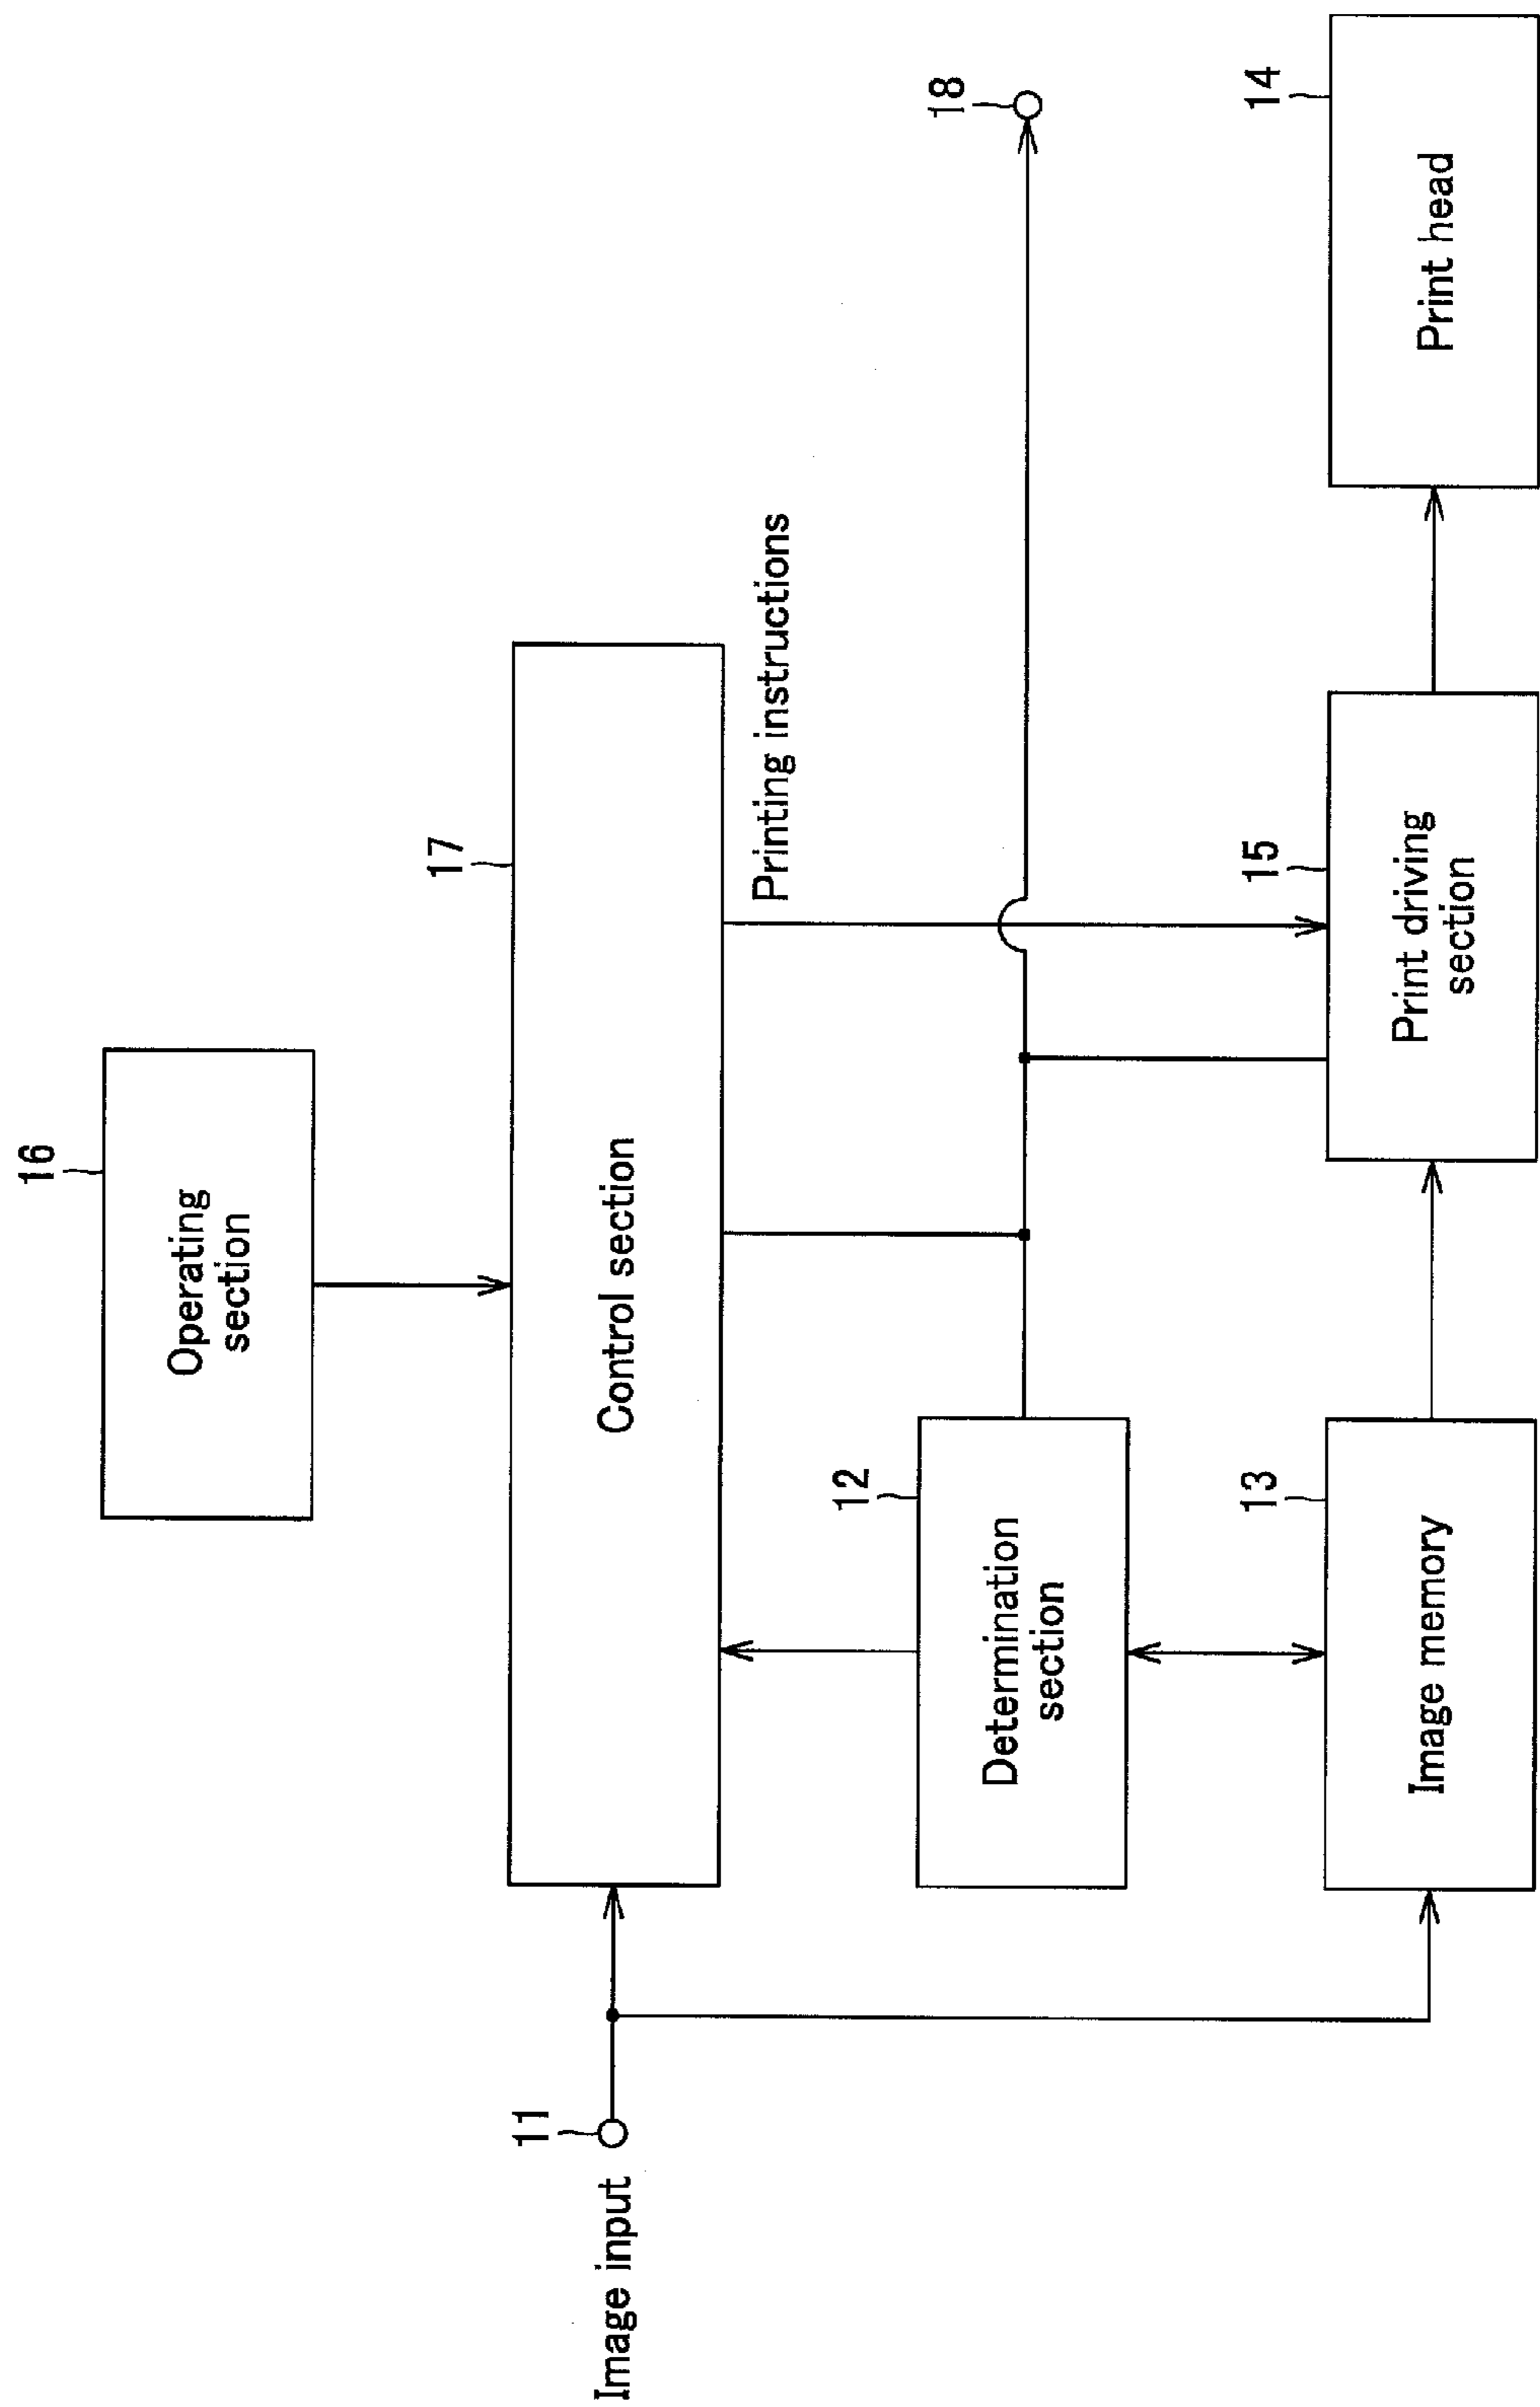 16
Operating
section
17
Control section
Printing instructions
18
11
Image input
12
Determination
section
13
Image memory
15
Print driving
section
14
Print head